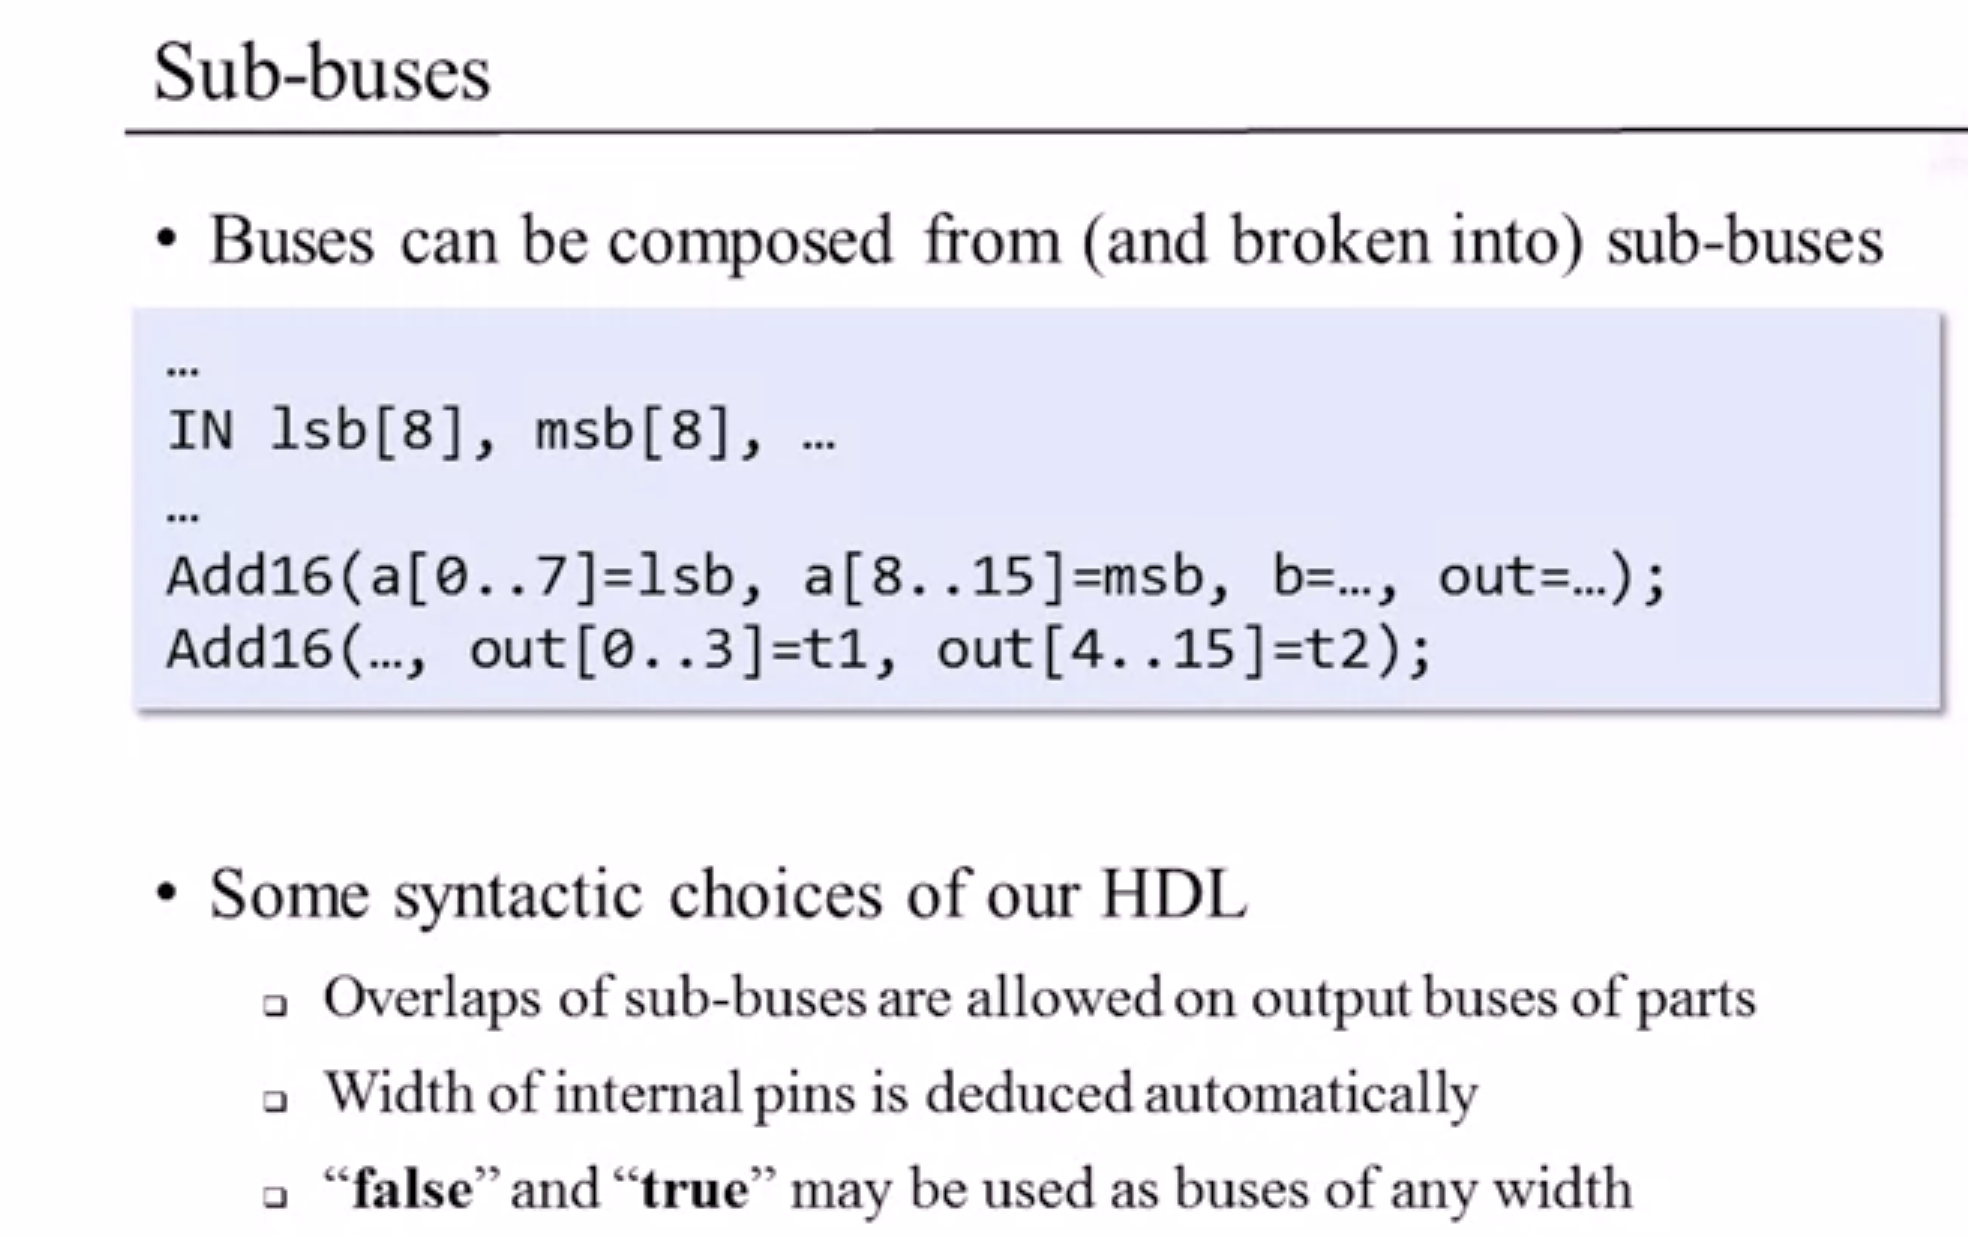 Sub-buses
• Buses can be composed from (and broken into) sub-buses
…
IN lsb[8], msb[8], …
…
Add16(a[0..7]=lsb, a[8..15]=msb, b=…, out=…);
Add16(…, out[0..3]=t1, out[4..15]=t2);
• Some syntactic choices of our HDL
❑ Overlaps of sub-buses are allowed on output buses of parts
❑ Width of internal pins is deduced automatically
❑ “false” and “true” may be used as buses of any width